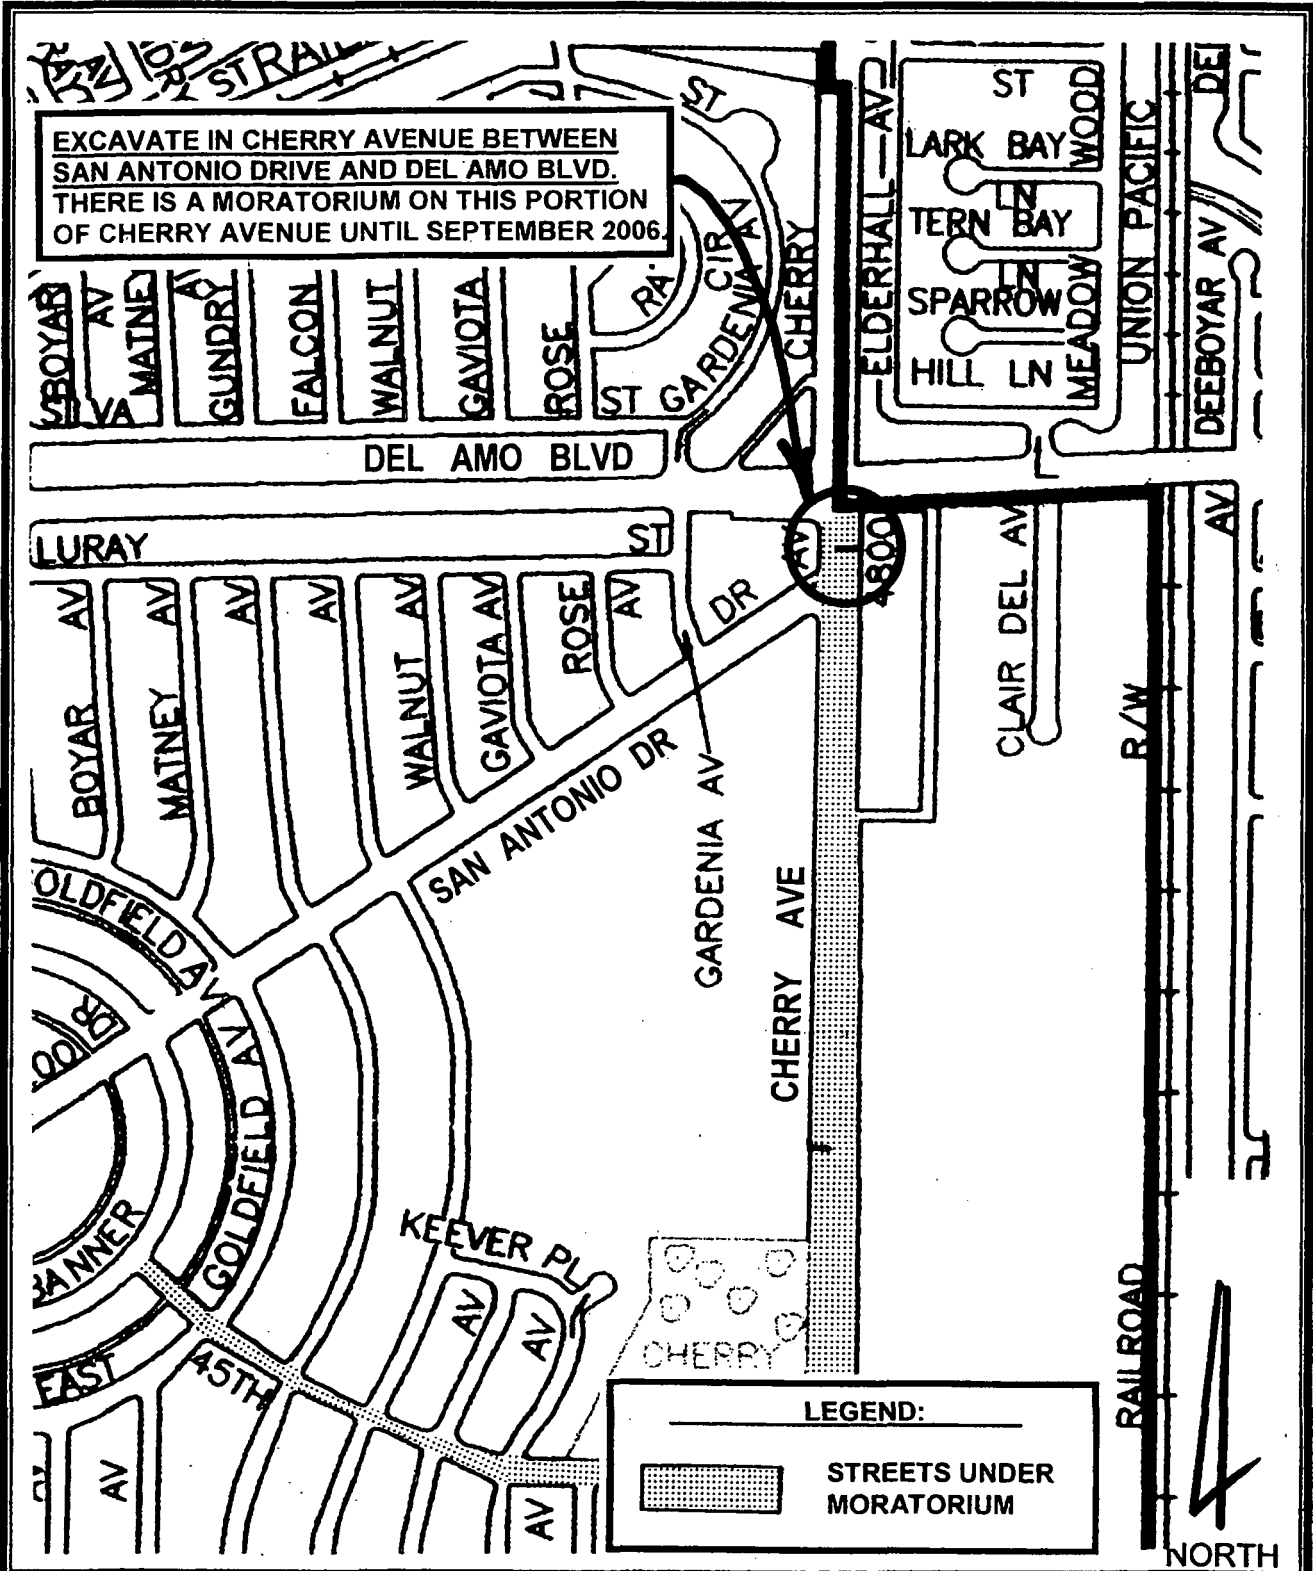 ST
EXCAVATE IN CHERRY AVENUE BETWEEN
SAN ANTONIO DRIVE AND DEL AMO BLVD.
THERE IS A MORATORIUM ON THIS PORTION
OF CHERRY AVENUE UNTIL SEPTEMBER 2006.
ST
CIR
GARDENIA AV
CHERRY
ELDERHALL AV
ST
LARK BAY
LN
TERN BAY
LN
SPARROW
HILL LN
WOOD
MEADOW
UNION PACIFIC
DEEBOYAR AV
DEL
BOYAR
AV
MATNEY
GUNDRY
FALCON
WALNUT
GAVIOTA
ROSE
ST
DEL AMO BLVD
LURAY
ST
AV
4800
DR
AV
AV
AV
AV
AV
WALNUT AV
GAVIOTA AV
ROSE
AV
BOYAR
MATNEY
SAN ANTONIO DR
GARDENIA AV
CHERRY AVE
CLAIR DEL AV
R/W
RAILROAD
OLDFIELD AV
DR
GOLDFIELD AV
BANNER
EAST
45TH
KEEVER PL
AV
AV
AV
AV
CHERRY
LEGEND:
STREETS UNDER
MORATORIUM
NORTH